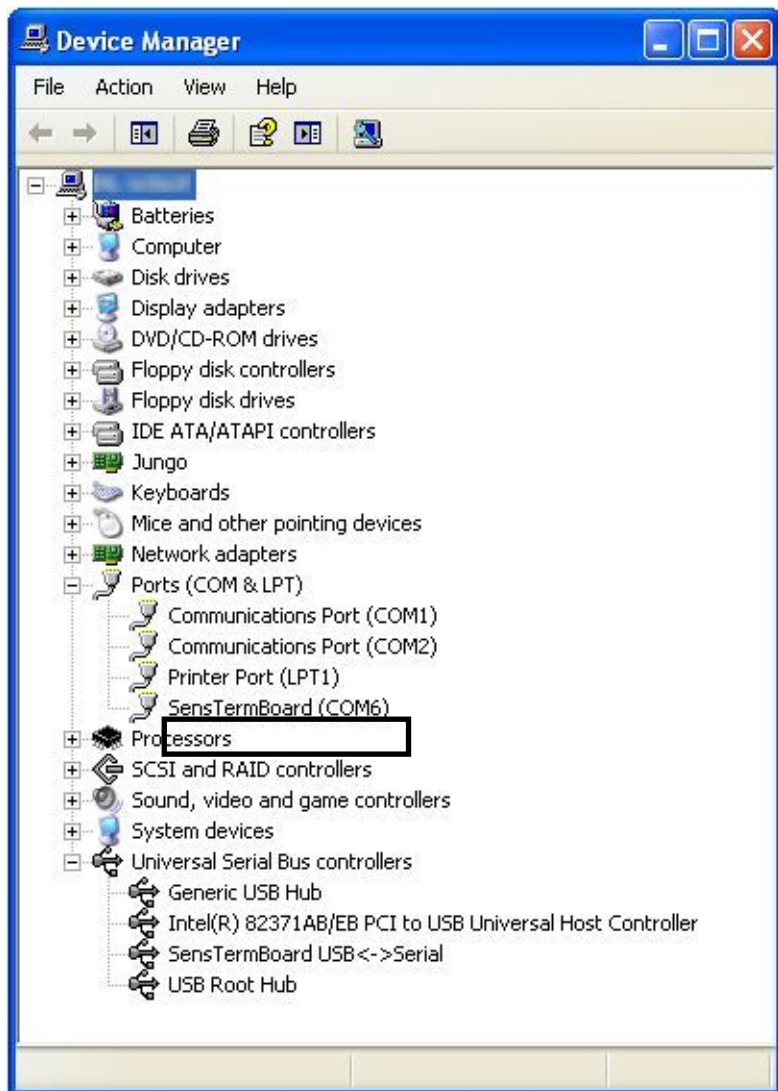 Device Manager
File Action View Help
Batteries
Computer
Disk drives
Display adapters
DVD/CD-ROM drives
Floppy disk controllers
Floppy disk drives
IDE ATA/ATAPI controllers
Jungo
Keyboards
Mice and other pointing devices
Network adapters
Ports (COM & LPT)
Communications Port (COM1)
Communications Port (COM2)
Printer Port (LPT1)
SensTermBoard (COM6)
Processors
SCSI and RAID controllers
Sound, video and game controllers
System devices
Universal Serial Bus controllers
Generic USB Hub
Intel(R) 82371AB/EB PCI to USB Universal Host Controller
SensTermBoard USB<->Serial
USB Root Hub